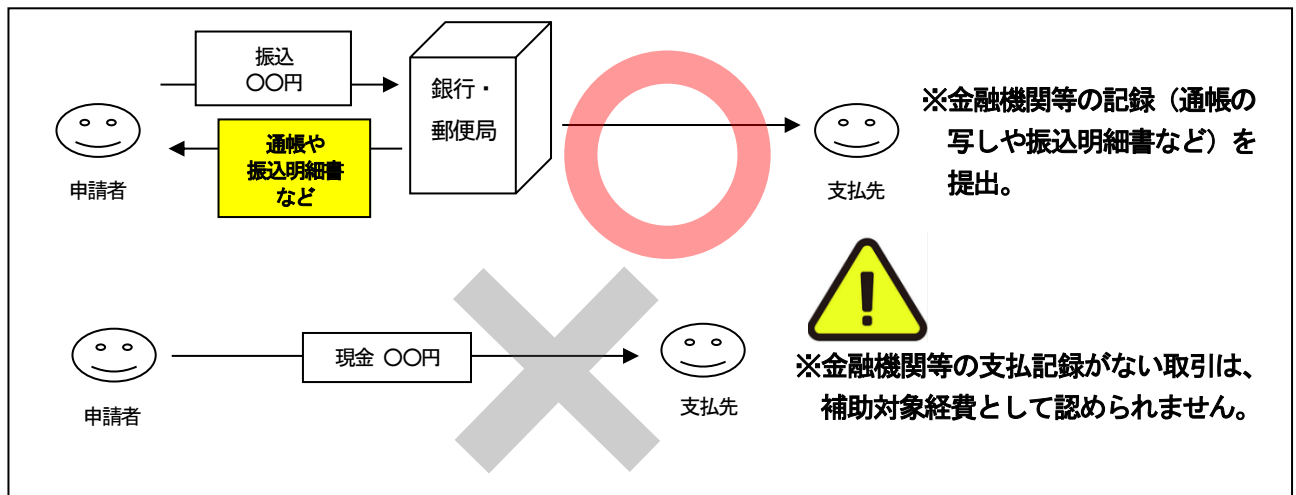 振込
〇〇円
銀行・
郵便局
通帳や
振込明細書
など
申請者
支払先
※金融機関等の記録（通帳の
写しや振込明細書など）を
提出。
現金 〇〇円
申請者
支払先
※金融機関等の支払記録がない取引は、
補助対象経費として認められません。